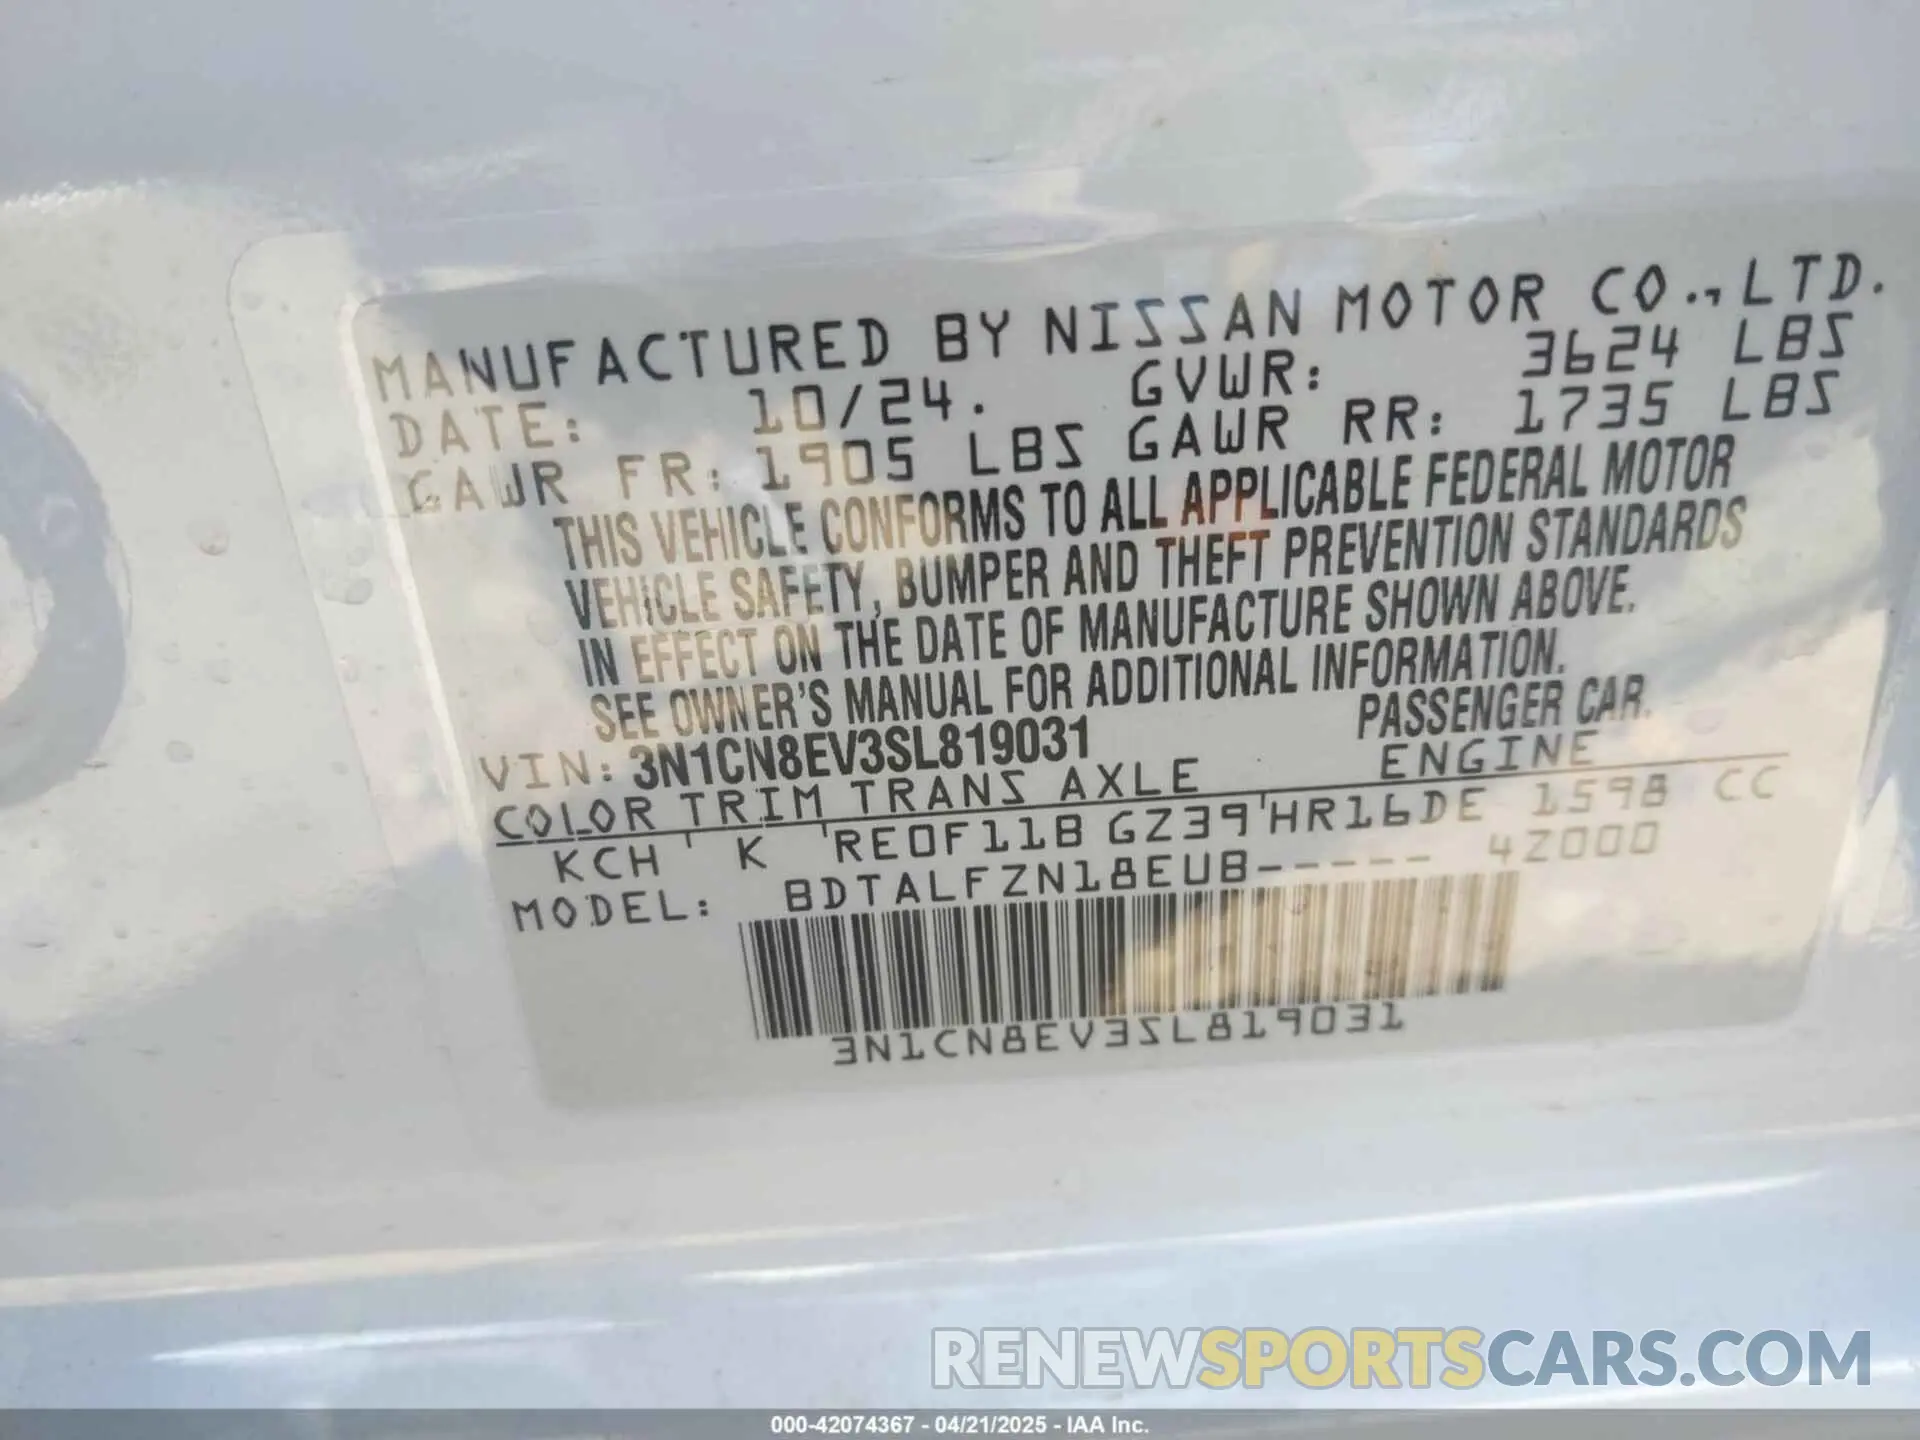 MANUFACTURED BY NISSAN MOTOR CO., LTD.
DATE: 10/24. GVWR: 3624 LBS
GAWR FR: 1905 LBS GAWR RR: 1735 LBS
THIS VEHICLE CONFORMS TO ALL APPLICABLE FEDERAL MOTOR
VEHICLE SAFETY, BUMPER AND THEFT PREVENTION STANDARDS
IN EFFECT ON THE DATE OF MANUFACTURE SHOWN ABOVE.
SEE OWNER'S MANUAL FOR ADDITIONAL INFORMATION.
VIN: 3N1CN8EV3SL819031 PASSENGER CAR.
COLOR TRIM TRANS AXLE ENGINE
KCH K RE0F11B GZ39 HR16DE 1598 CC
MODEL: BDTALFZN18EUB----- 4Z000
3N1CN8EV3SL819031
RENEWSPORTSCARS.COM
000-42074367 - 04/21/2025 - IAA Inc.